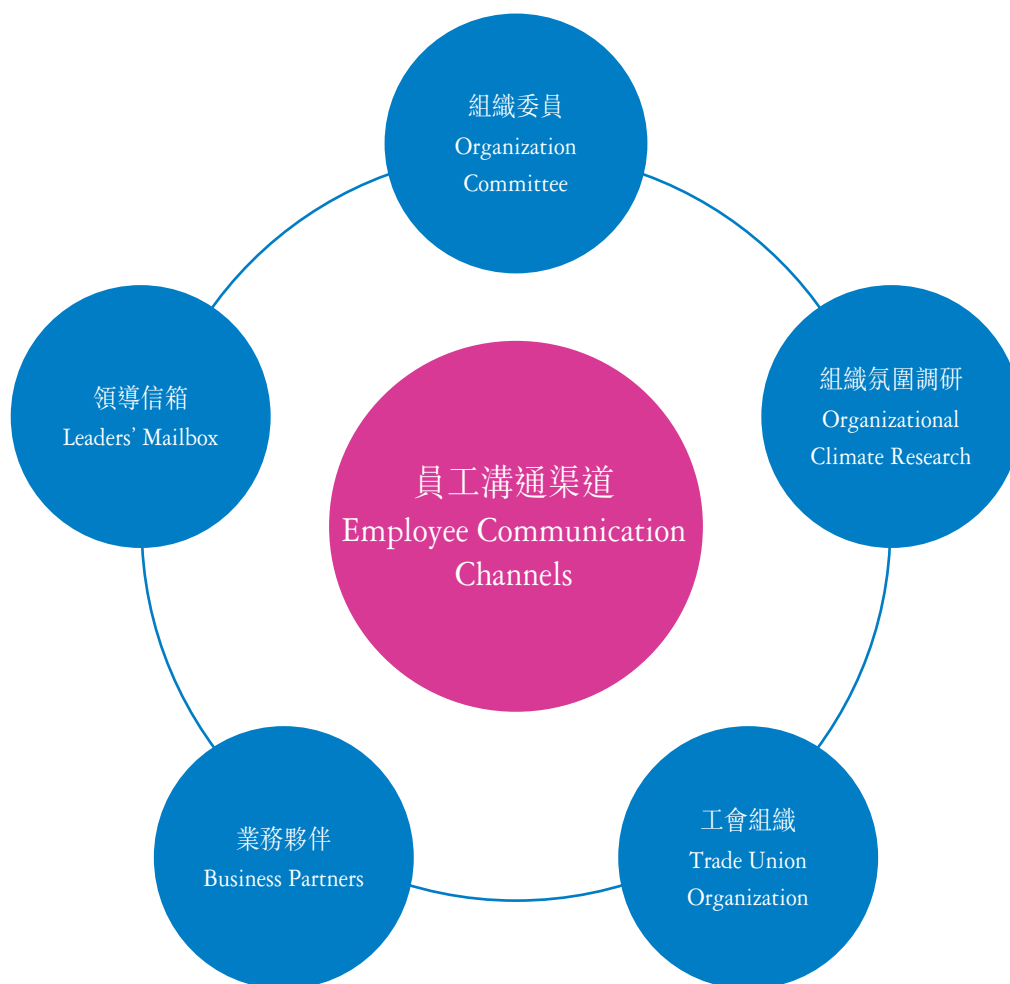 組織委員
Organization
Committee
組織氛圍調研
Organizational
Climate Research
領導信箱
Leaders’ Mailbox
員工溝通渠道
Employee Communication
Channels
工會組織
Trade Union
Organization
業務夥伴
Business Partners